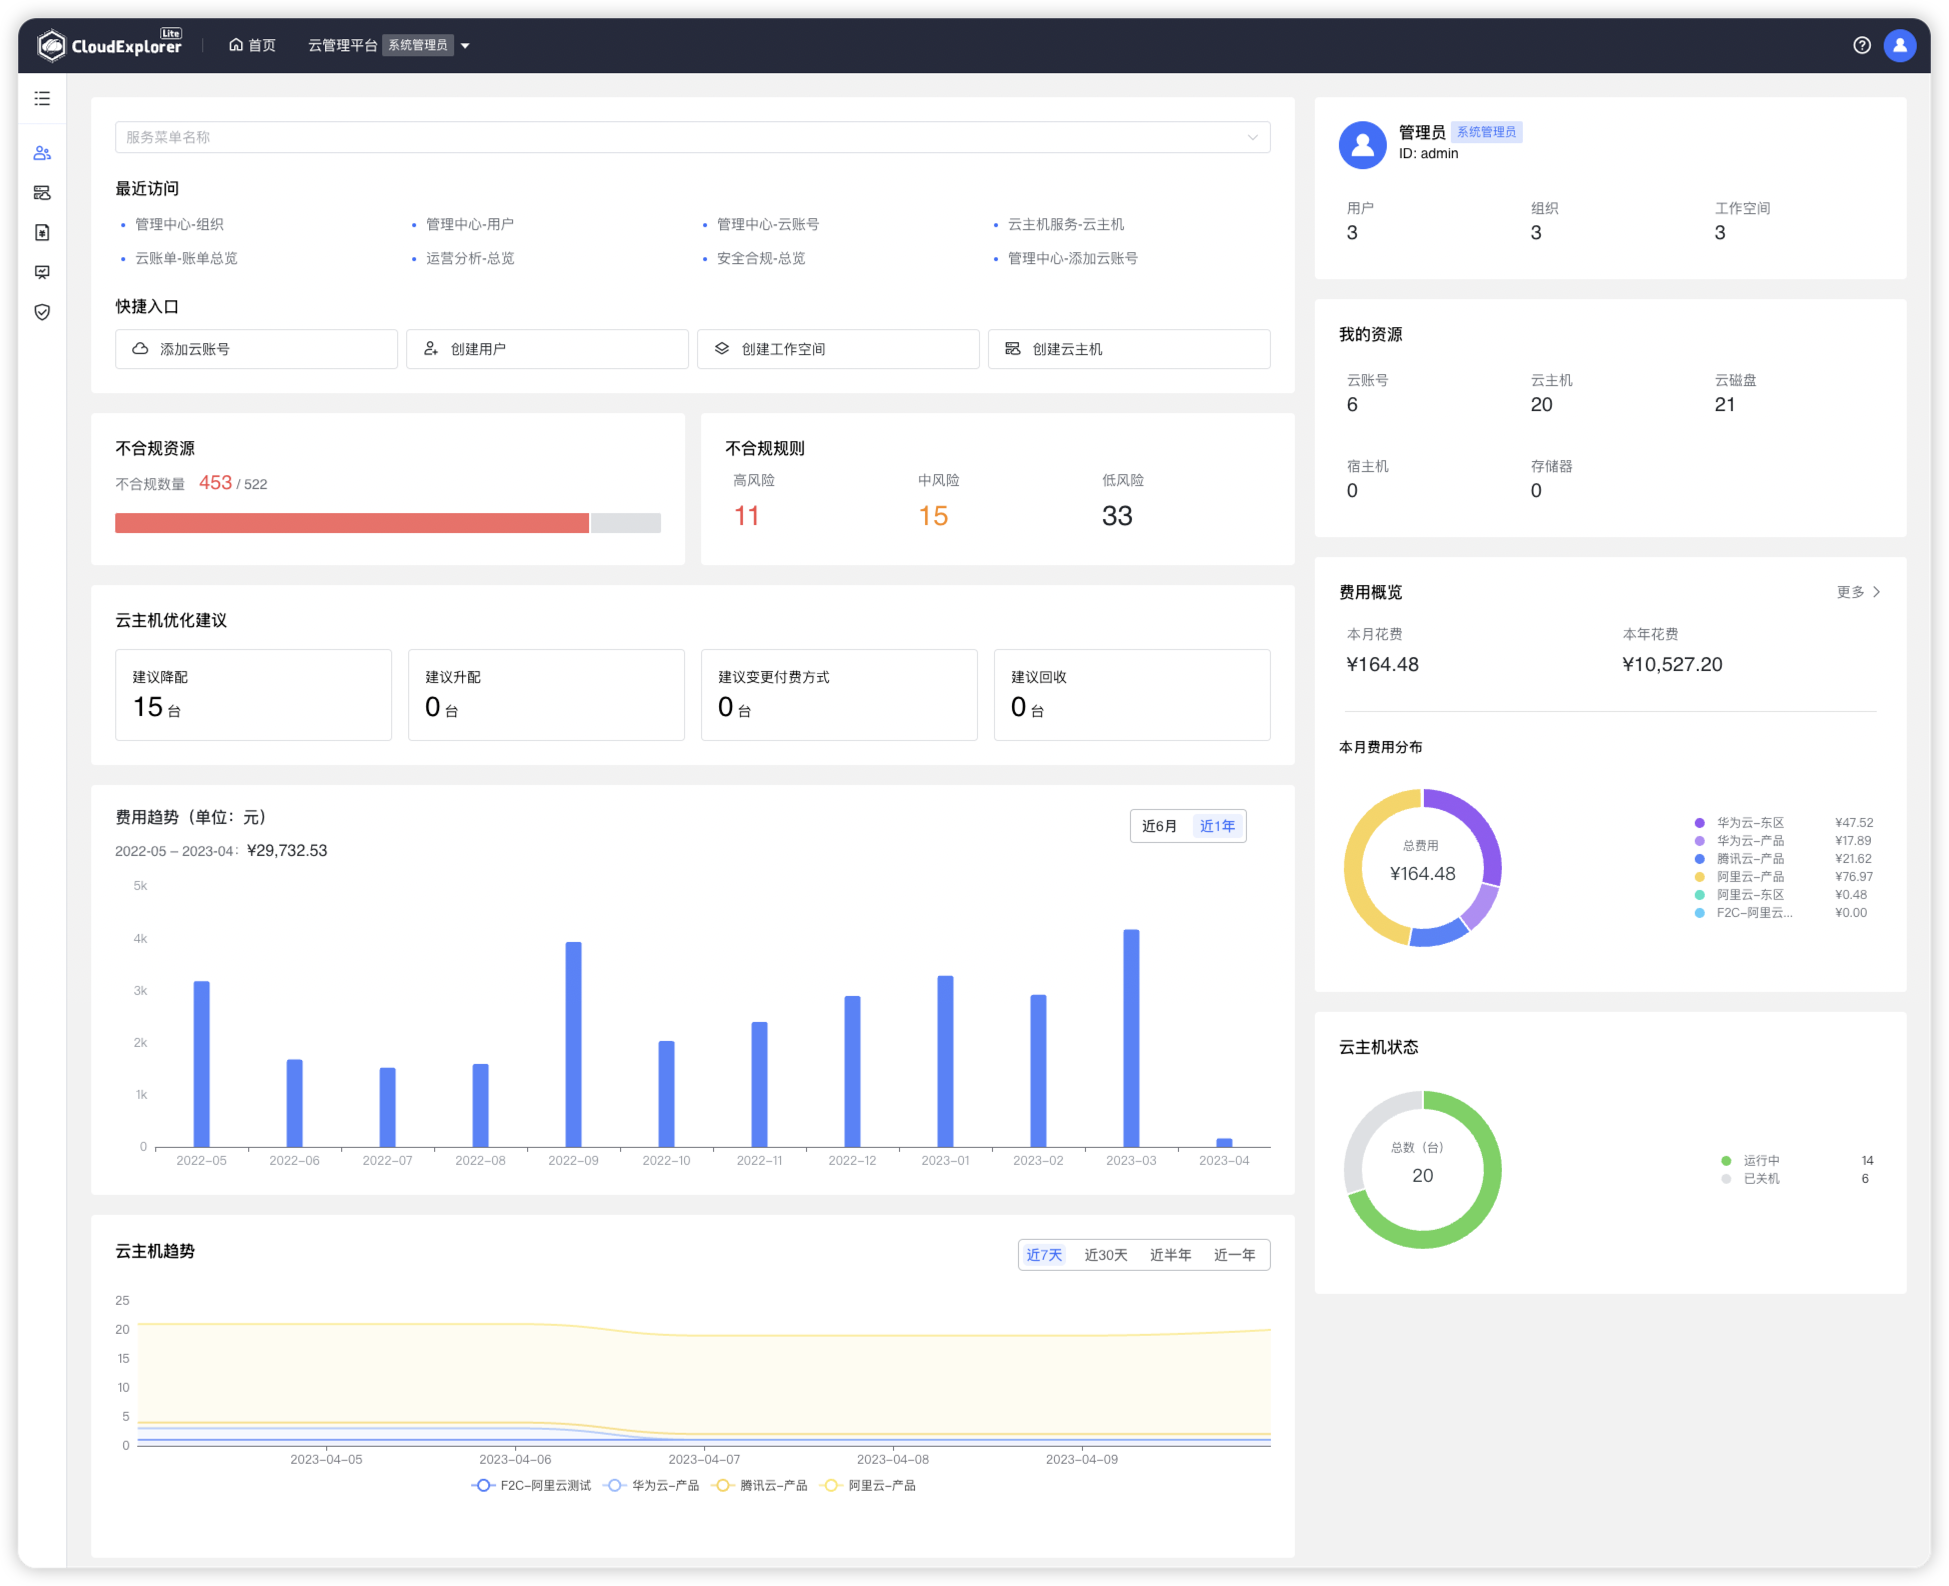 CloudExplorer Lite
首页
云管理平台 系统管理员
服务菜单名称
最近访问
管理中心-组织
管理中心-用户
管理中心-云账号
云主机服务-云主机
云账单-账单总览
运营分析-总览
安全合规-总览
管理中心-添加云账号
快捷入口
添加云账号
创建用户
创建工作空间
创建云主机
不合规资源
不合规数量 453 / 522
不合规规则
高风险 中风险 低风险
11 15 33
云主机优化建议
建议降配
15 台
建议升配
0 台
建议变更付费方式
0 台
建议回收
0 台
费用趋势（单位：元）
近6月 近1年
2022-05 – 2023-04：¥29,732.53
5k
4k
3k
2k
1k
0
2022-05 2022-06 2022-07 2022-08 2022-09 2022-10 2022-11 2022-12 2023-01 2023-02 2023-03 2023-04
云主机趋势
近7天 近30天 近半年 近一年
25
20
15
10
5
0
2023-04-05 2023-04-06 2023-04-07 2023-04-08 2023-04-09
F2C-阿里云测试 华为云-产品 腾讯云-产品 阿里云-产品
管理员 系统管理员
ID: admin
用户 组织 工作空间
3 3 3
我的资源
云账号 云主机 云磁盘
6 20 21
宿主机 存储器
0 0
费用概览
更多
本月花费 本年花费
¥164.48 ¥10,527.20
本月费用分布
总费用
¥164.48
华为云-东区 ¥47.52
华为云-产品 ¥17.89
腾讯云-产品 ¥21.62
阿里云-产品 ¥76.97
阿里云-东区 ¥0.48
F2C-阿里云... ¥0.00
云主机状态
总数（台）
20
运行中 14
已关机 6